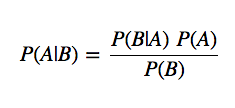 P(A|B) = P(B|A) P(A) / P(B)